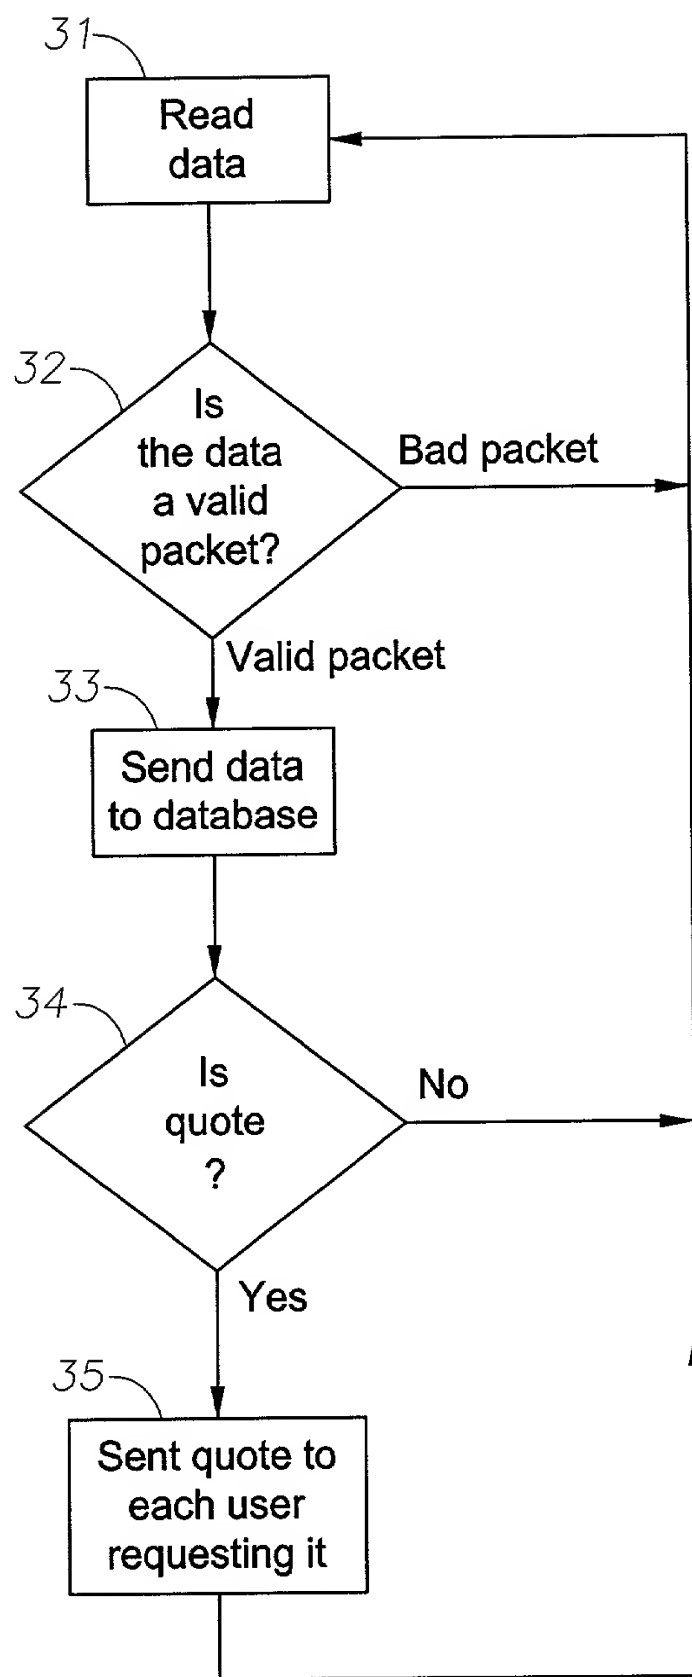 31
Read
data
32
Is
the data
a valid
packet?
Bad packet
Valid packet
33
Send data
to database
34
Is
quote
?
No
Yes
35
Sent quote to
each user
requesting it